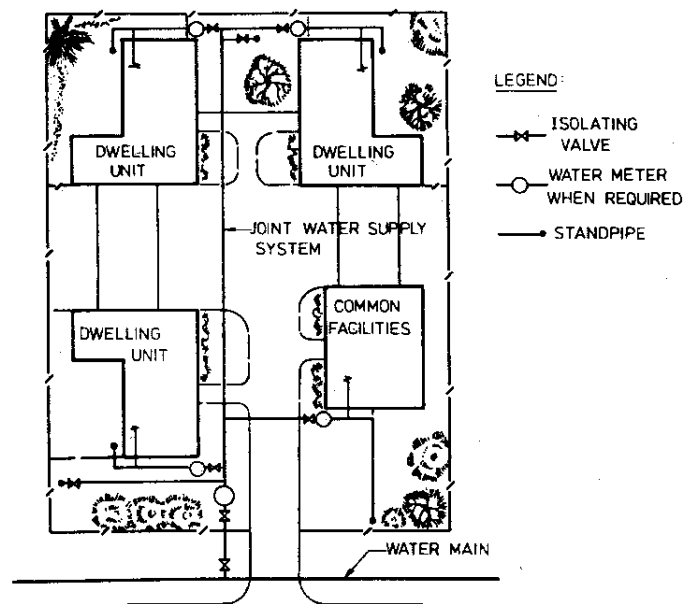 LEGEND:
ISOLATING
VALVE
WATER METER
WHEN REQUIRED
STANDPIPE
DWELLING
UNIT
DWELLING
UNIT
JOINT WATER SUPPLY
SYSTEM
DWELLING
UNIT
COMMON
FACILITIES
WATER MAIN